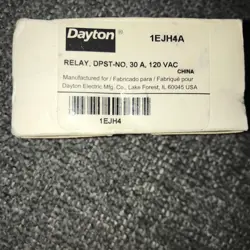 Dayton® 1EJH4A
RELAY, DPST-NO, 30 A, 120 VAC
CHINA
Manufactured for / Fabricado para / Fabriqué pour
Dayton Electric Mfg. Co., Lake Forest, IL 60045 USA
1EJH4